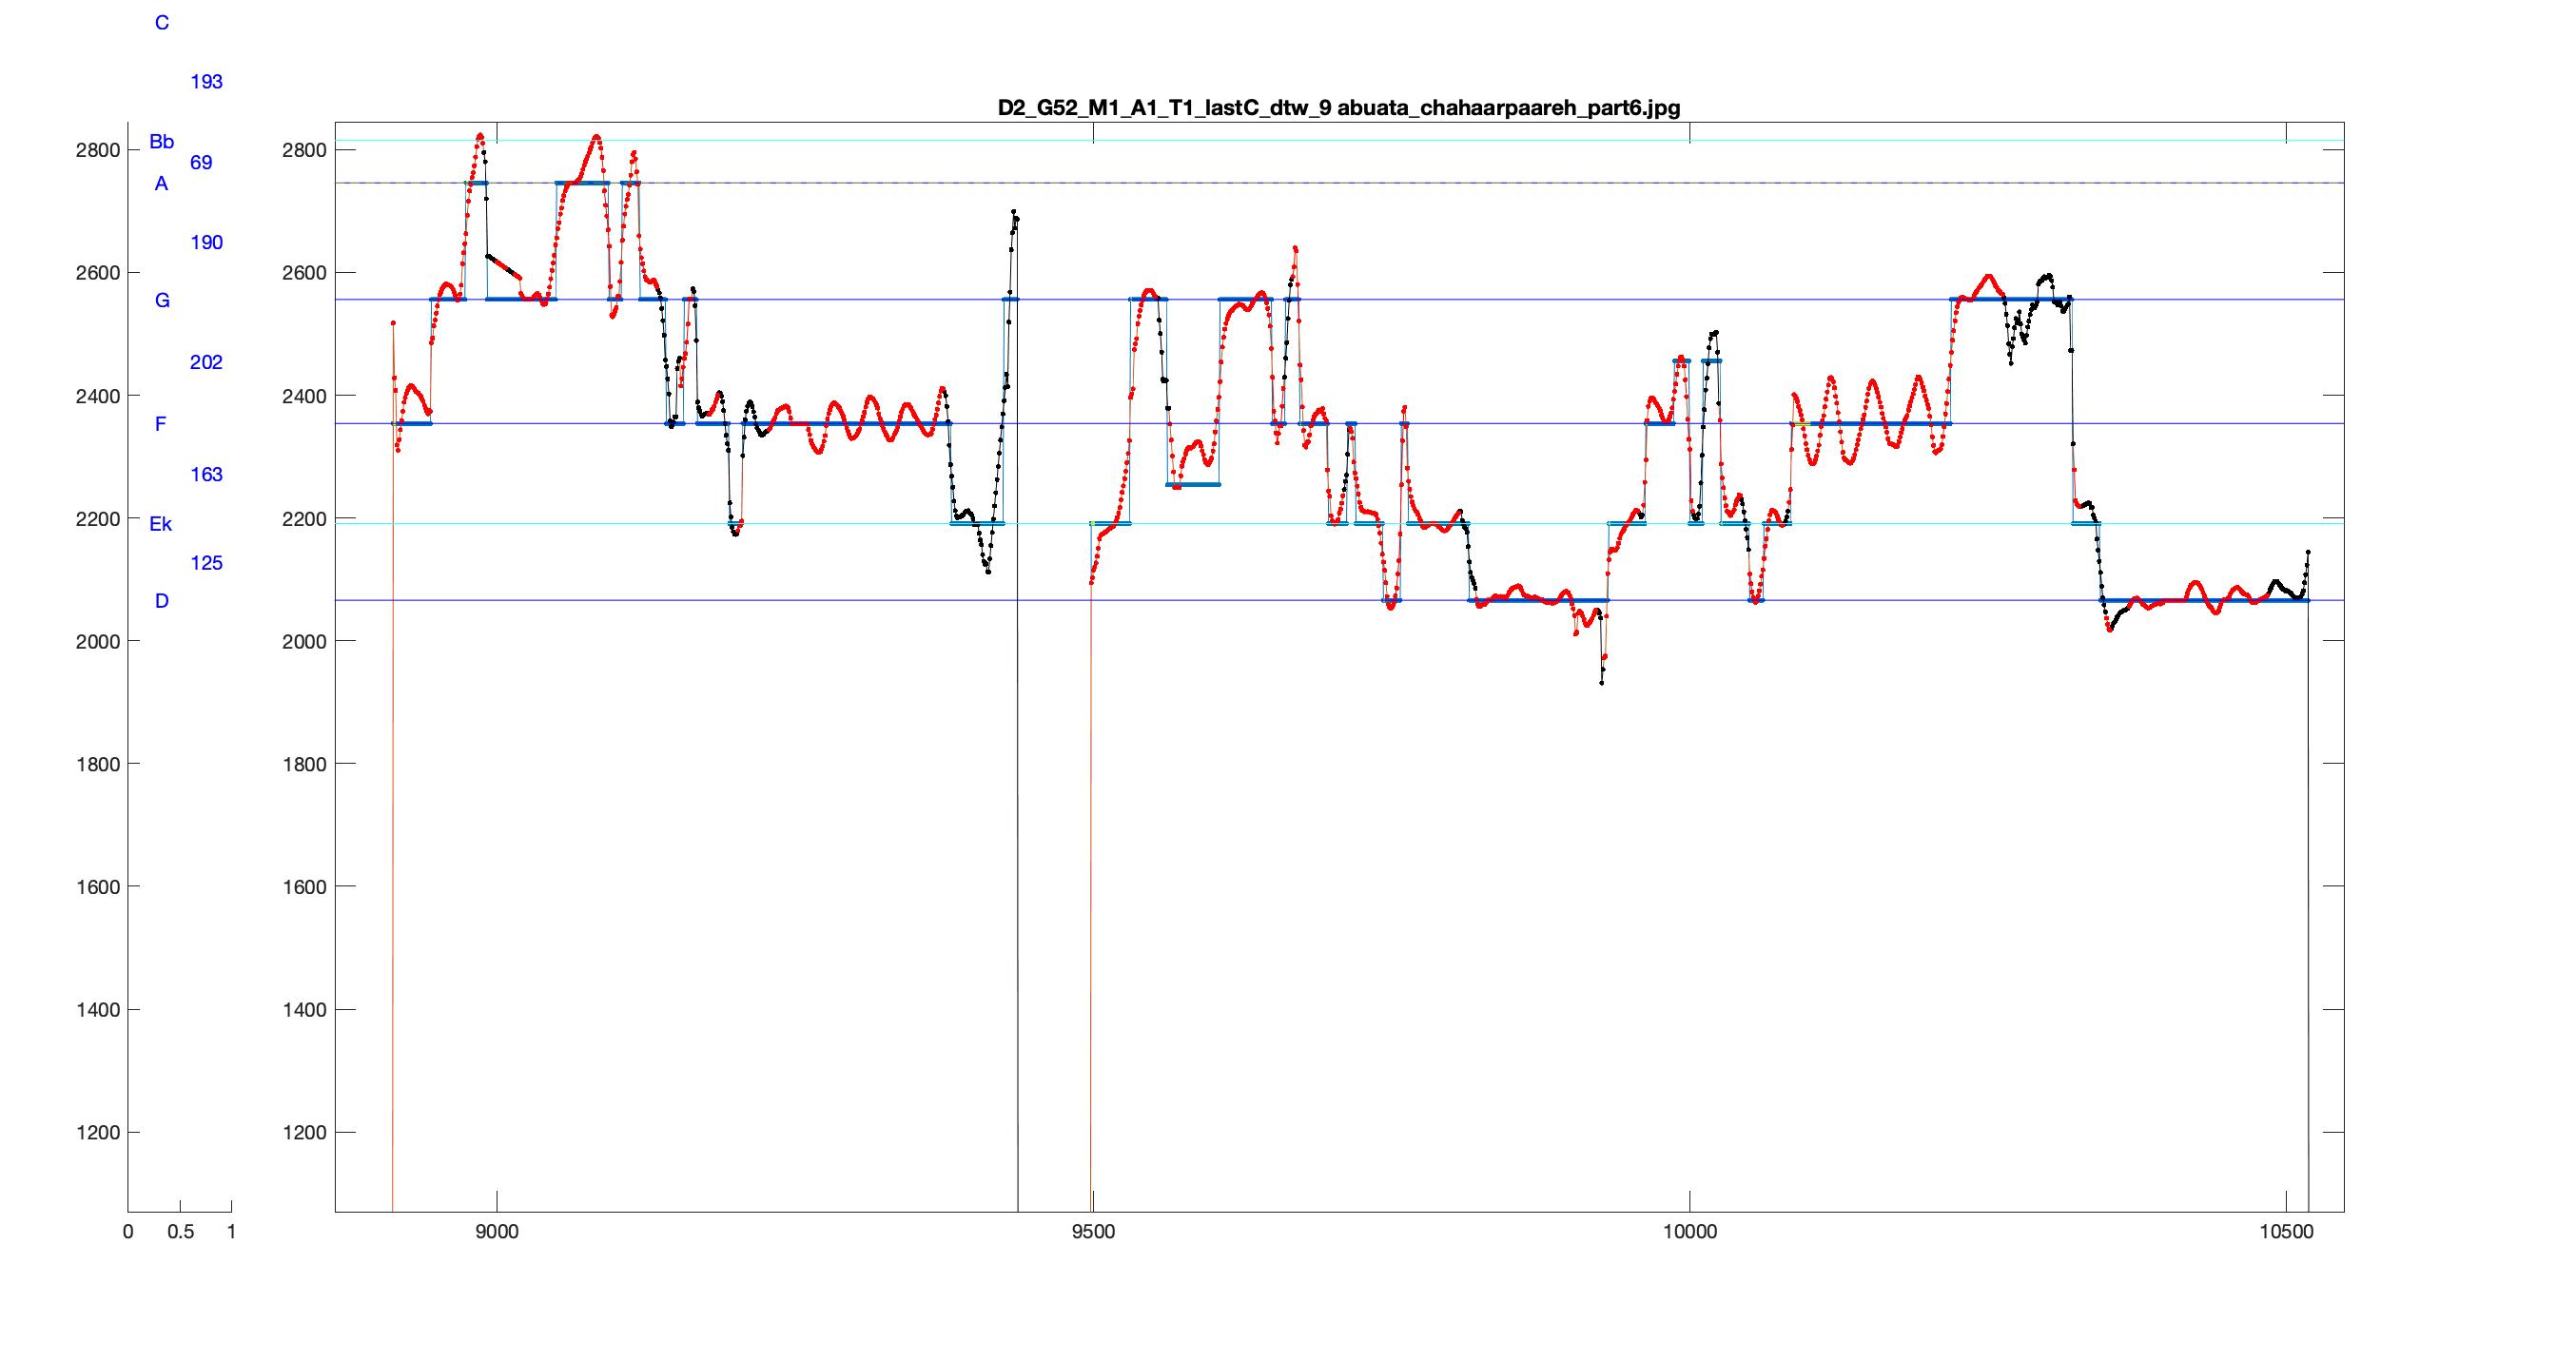 C
193
D2_G52_M1_A1_T1_lastC_dtw_9 abuata_chahaarpaareh_part6.jpg
2800 Bb 2800
69
A
190
2600 G 2600
202
2400 F 2400
163
2200 Ek 2200
125
D
2000 2000
1800 1800
1600 1600
1400 1400
1200 1200
0 0.5 1 9000 9500 10000 10500